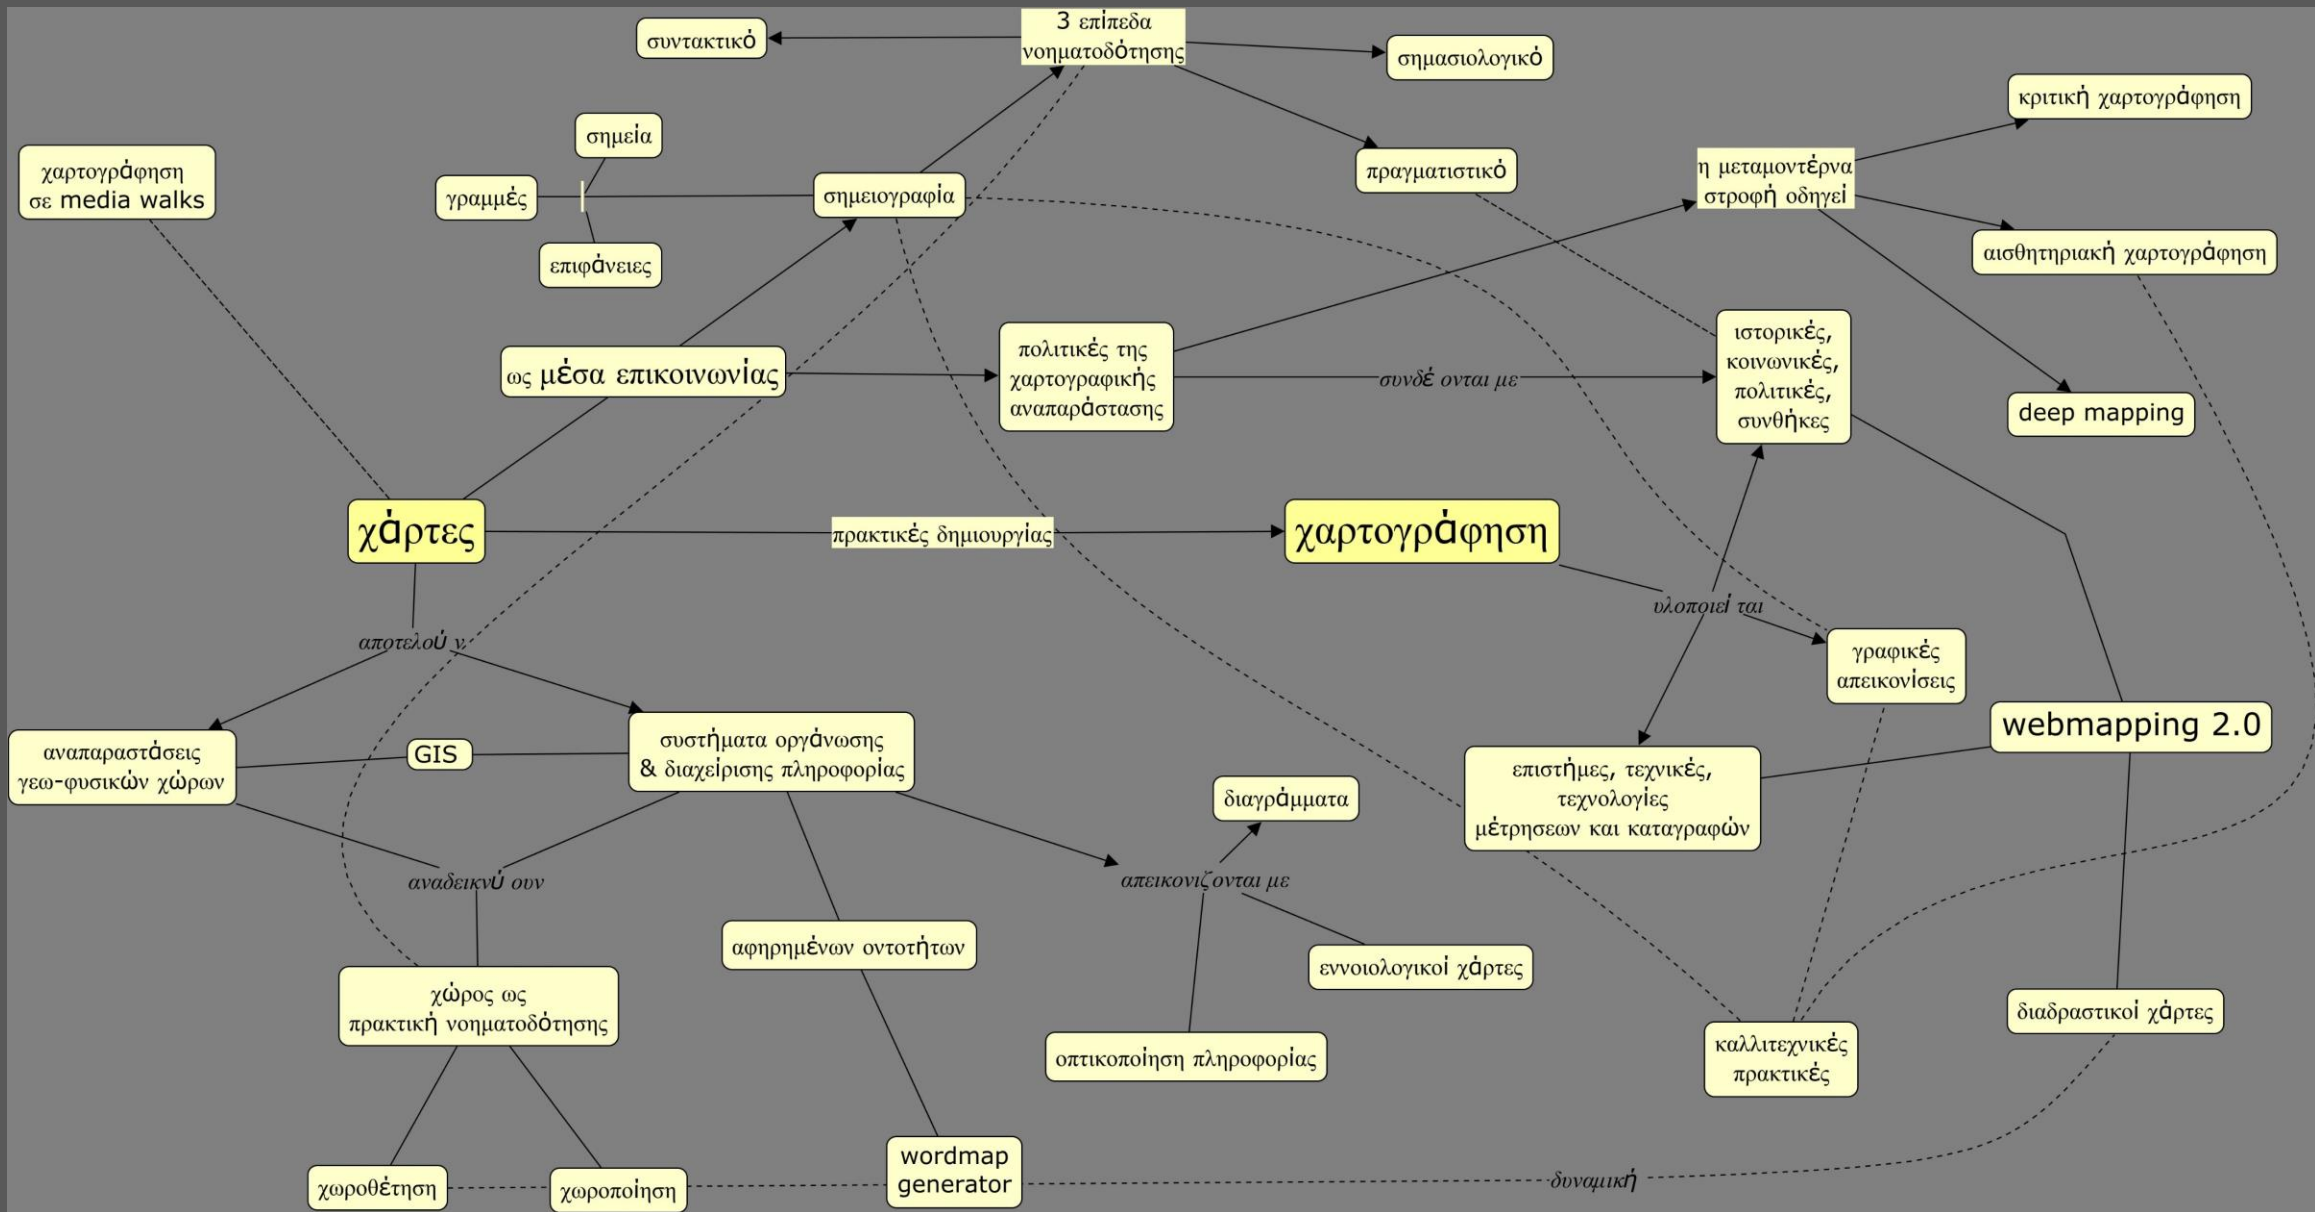 3 επίπεδα
νοηματοδότησης
συντακτικό
σημασιολογικό
κριτική χαρτογράφηση
σημεία
χαρτογράφηση
σε media walks
γραμμές
σημειογραφία
πραγματιστικό
η μεταμοντέρνα
στροφή οδηγεί
επιφάνειες
αισθητηριακή χαρτογράφηση
ως μέσα επικοινωνίας
πολιτικές της
χαρτογραφικής
αναπαράστασης
συνδέ ονται με
ιστορικές,
κοινωνικές,
πολιτικές,
συνθήκες
deep mapping
χάρτες
πρακτικές δημιουργίας
χαρτογράφηση
υλοποιεί ται
αποτελού ν
γραφικές
απεικονίσεις
αναπαραστάσεις
γεω-φυσικών χώρων
GIS
συστήματα οργάνωσης
& διαχείρισης πληροφορίας
webmapping 2.0
επιστήμες, τεχνικές,
τεχνολογίες
μέτρησεων και καταγραφών
διαγράμματα
αναδεικνύ ουν
απεικονιζονται με
αφηρημένων οντοτήτων
εννοιολογικοί χάρτες
χώρος ως
πρακτική νοηματοδότησης
οπτικοποίηση πληροφορίας
καλλιτεχνικές
πρακτικές
διαδραστικοί χάρτες
χωροθέτηση
χωροποίηση
wordmap
generator
δυναμική